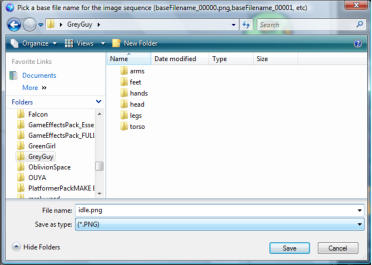 Pick a base file name for the image sequence (baseFilename_00000.png,baseFilename_00001, etc)
GreyGuy
Search
Organize
Views
New Folder
Favorite Links
Documents
More »
Folders
Falcon
GameEffectsPack_Esse
GameEffectsPack_FULL
GreenGirl
GreyGuy
OblivionSpace
OUYA
PlatformerPackMAKE E
Name
Date modified
Type
Size
arms
feet
hands
head
legs
torso
File name: idle.png
Save as type: (*.PNG)
Hide Folders
Save
Cancel